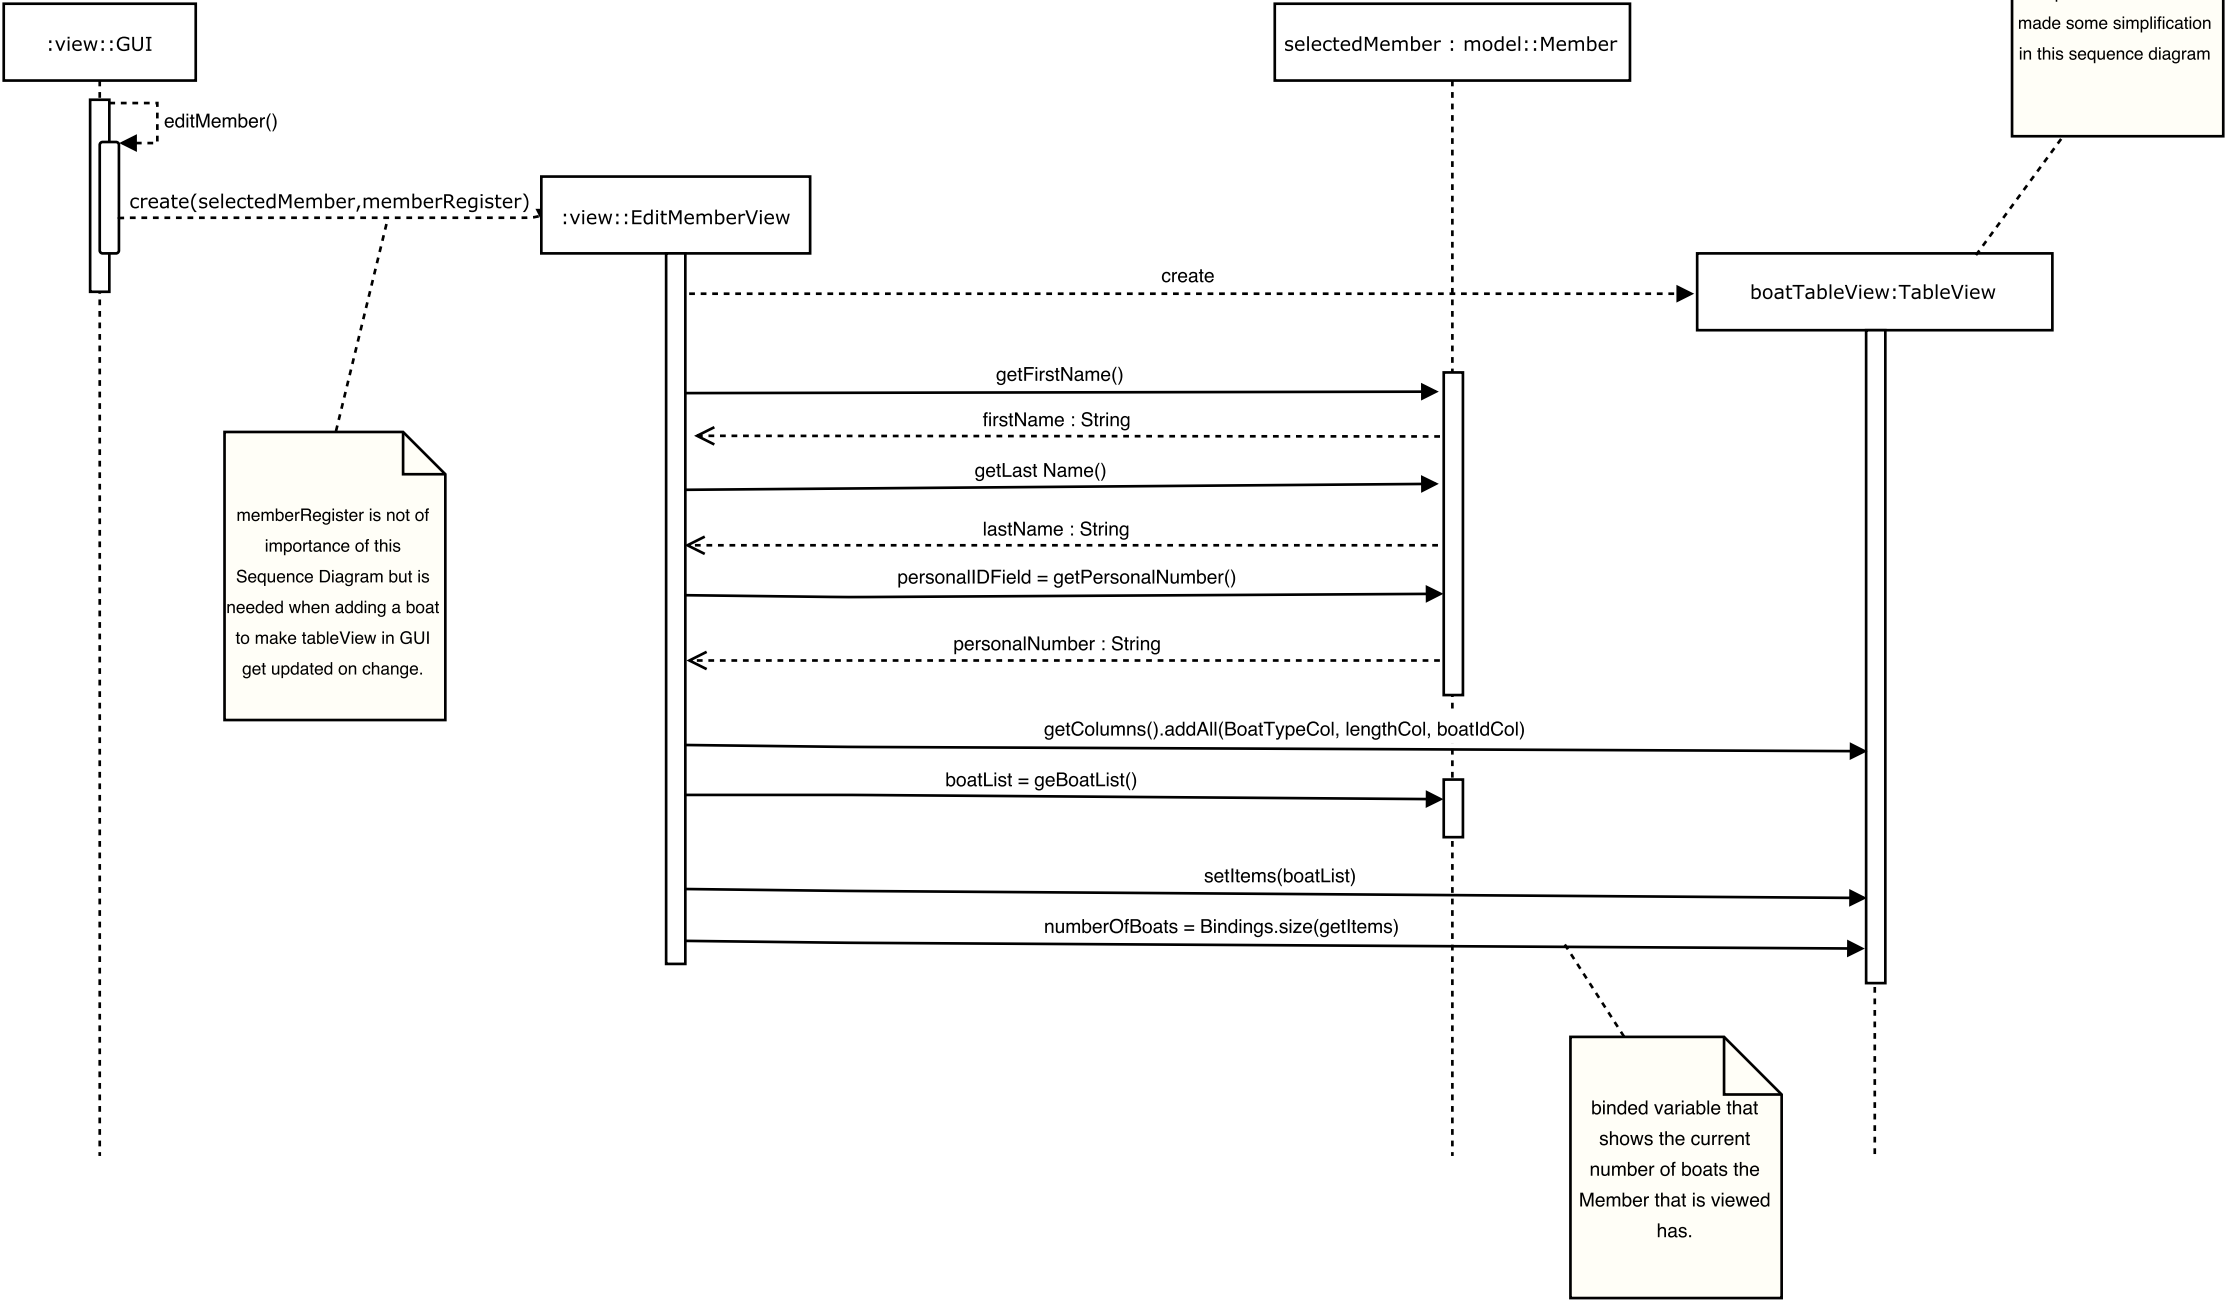 :view::GUI
selectedMember : model::Member
made some simplification
in this sequence diagram
editMember()
create(selectedMember,memberRegister)
:view::EditMemberView
create
boatTableView:TableView
getFirstName()
firstName : String
getLast Name()
lastName : String
personalIDField = getPersonalNumber()
personalNumber : String
memberRegister is not of
importance of this
Sequence Diagram but is
needed when adding a boat
to make tableView in GUI
get updated on change.
getColumns().addAll(BoatTypeCol, lengthCol, boatIdCol)
boatList = geBoatList()
setItems(boatList)
numberOfBoats = Bindings.size(getItems)
binded variable that
shows the current
number of boats the
Member that is viewed
has.